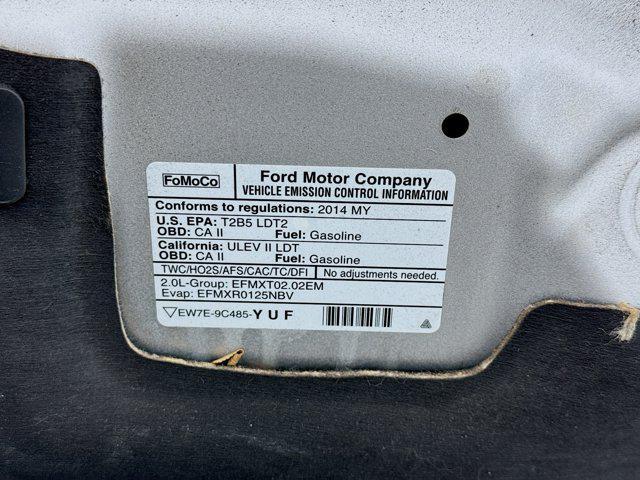 FoMoCo
Ford Motor Company
VEHICLE EMISSION CONTROL INFORMATION
Conforms to regulations: 2014 MY
U.S. EPA: T2B5 LDT2
OBD: CA II Fuel: Gasoline
California: ULEV II LDT
OBD: CA II Fuel: Gasoline
TWC/HO2S/AFS/CAC/TC/DFI No adjustments needed.
2.0L-Group: EFMXT02.02EM
Evap: EFMXR0125NBV
EW7E-9C485-YUF